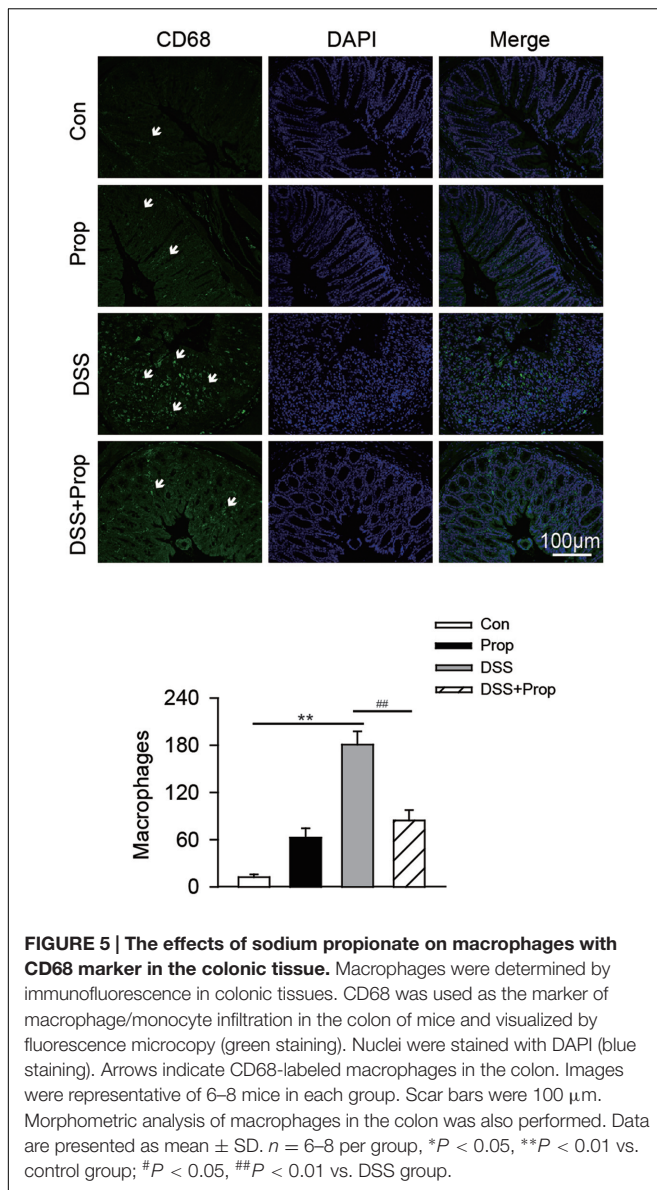 CD68 DAPI Merge
Con
Prop
DSS
DSS+Prop
100μm
Con
Prop
DSS
DSS+Prop
240
180
120
60
0
Macrophages
**
##
FIGURE 5 | The effects of sodium propionate on macrophages with
CD68 marker in the colonic tissue. Macrophages were determined by
immunofluorescence in colonic tissues. CD68 was used as the marker of
macrophage/monocyte infiltration in the colon of mice and visualized by
fluorescence microcopy (green staining). Nuclei were stained with DAPI (blue
staining). Arrows indicate CD68-labeled macrophages in the colon. Images
were representative of 6–8 mice in each group. Scar bars were 100 μm.
Morphometric analysis of macrophages in the colon was also performed. Data
are presented as mean ± SD. n = 6–8 per group, *P < 0.05, **P < 0.01 vs.
control group; #P < 0.05, ##P < 0.01 vs. DSS group.